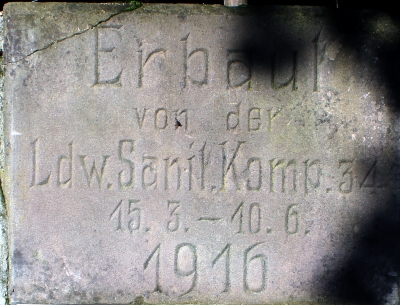 Erbaut
von der
Ldw.Sanit.Komp.34
15.3.-10.6.
1916